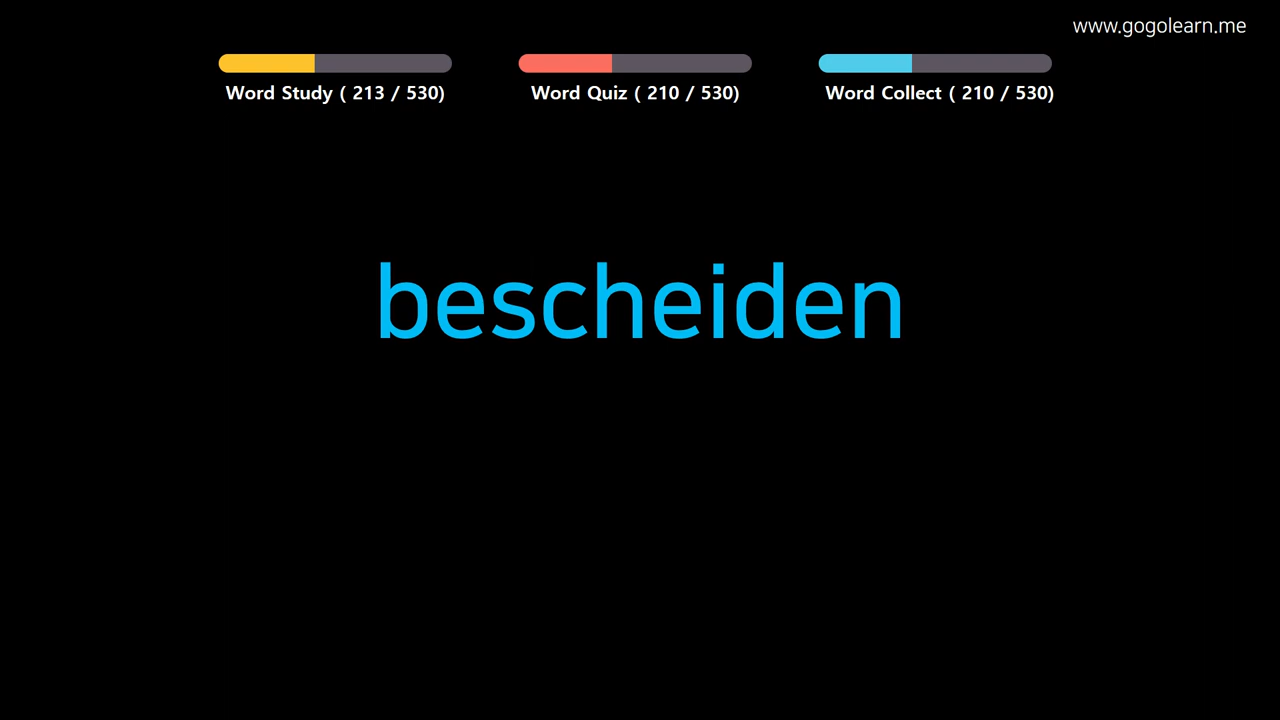 www.gogolearn.me
Word Study ( 213 / 530)
Word Quiz ( 210 / 530)
Word Collect ( 210 / 530)
bescheiden